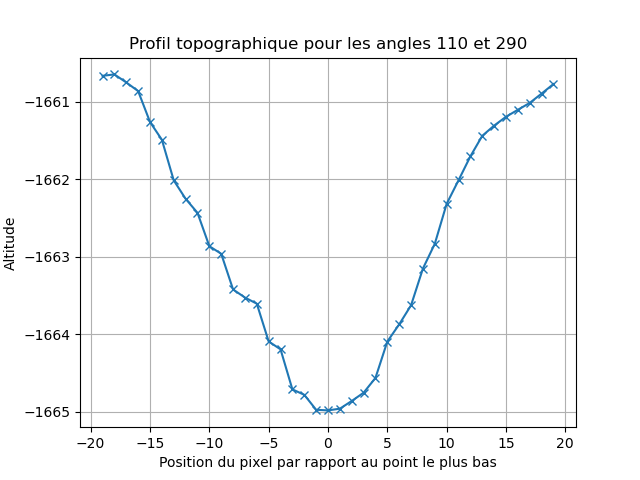 Profil topographique pour les angles 110 et 290
−1661
−1662
−1663
−1664
−1665
Altitude
−20 −15 −10 −5 0 5 10 15 20
Position du pixel par rapport au point le plus bas